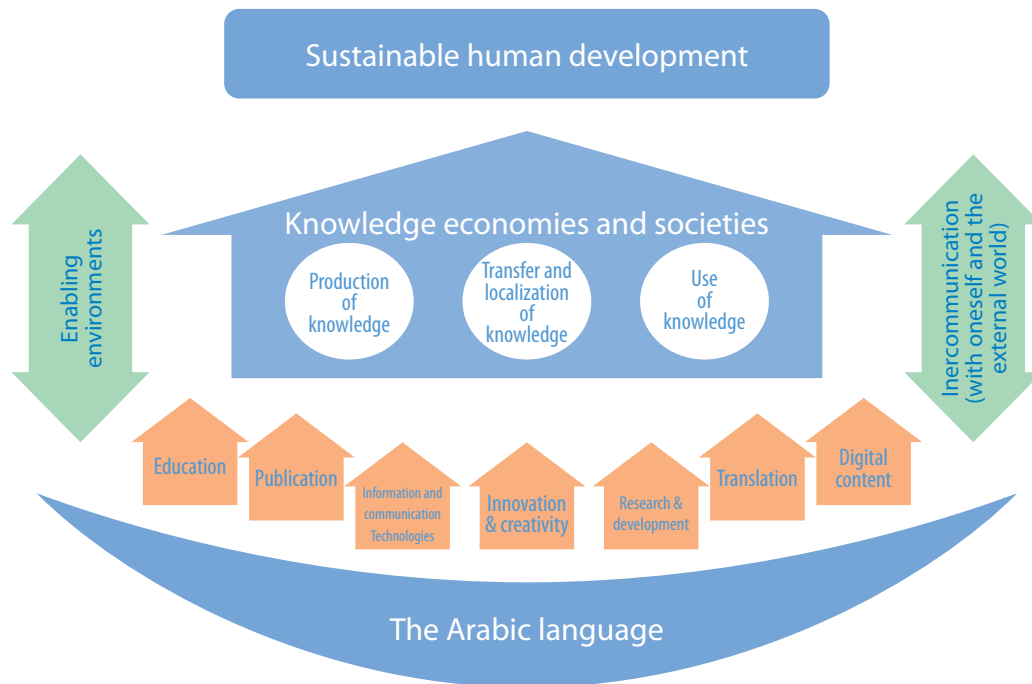 Sustainable human development
Knowledge economies and societies
Production
of
knowledge
Transfer and
localization
of
knowledge
Use
of
knowledge
Enabling
environments
Inercommunication
(with oneself and the
external world)
Education
Publication
Information and
communication
Technologies
Innovation
& creativity
Research &
development
Translation
Digital
content
The Arabic language